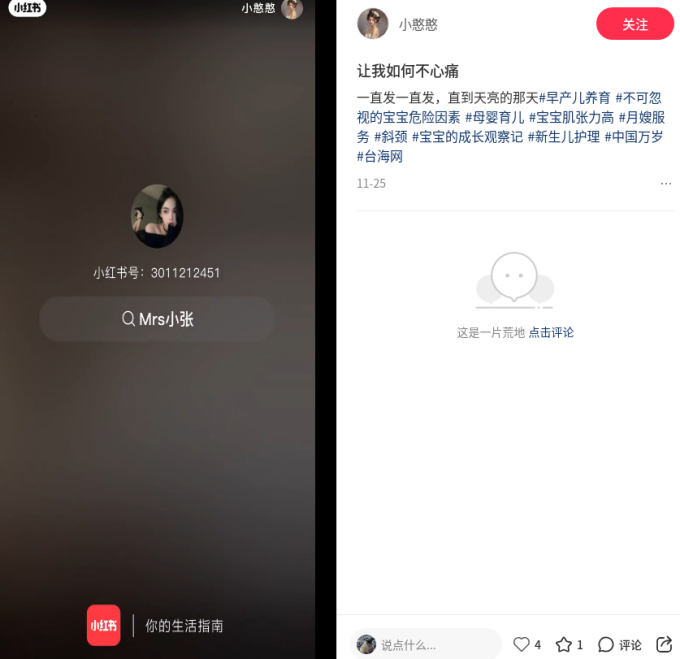 小红书
小憨憨
小红书号：3011212451
Mrs小张
小红书
你的生活指南
小憨憨
关注
让我如何不心痛
一直发一直发，直到天亮的那天#早产儿养育 #不可忽
视的宝宝危险因素 #母婴育儿 #宝宝肌张力高 #月嫂服
务 #斜颈 #宝宝的成长观察记 #新生儿护理 #中国万岁
#台海网
11-25
这是一片荒地 点击评论
说点什么...
4
1
评论